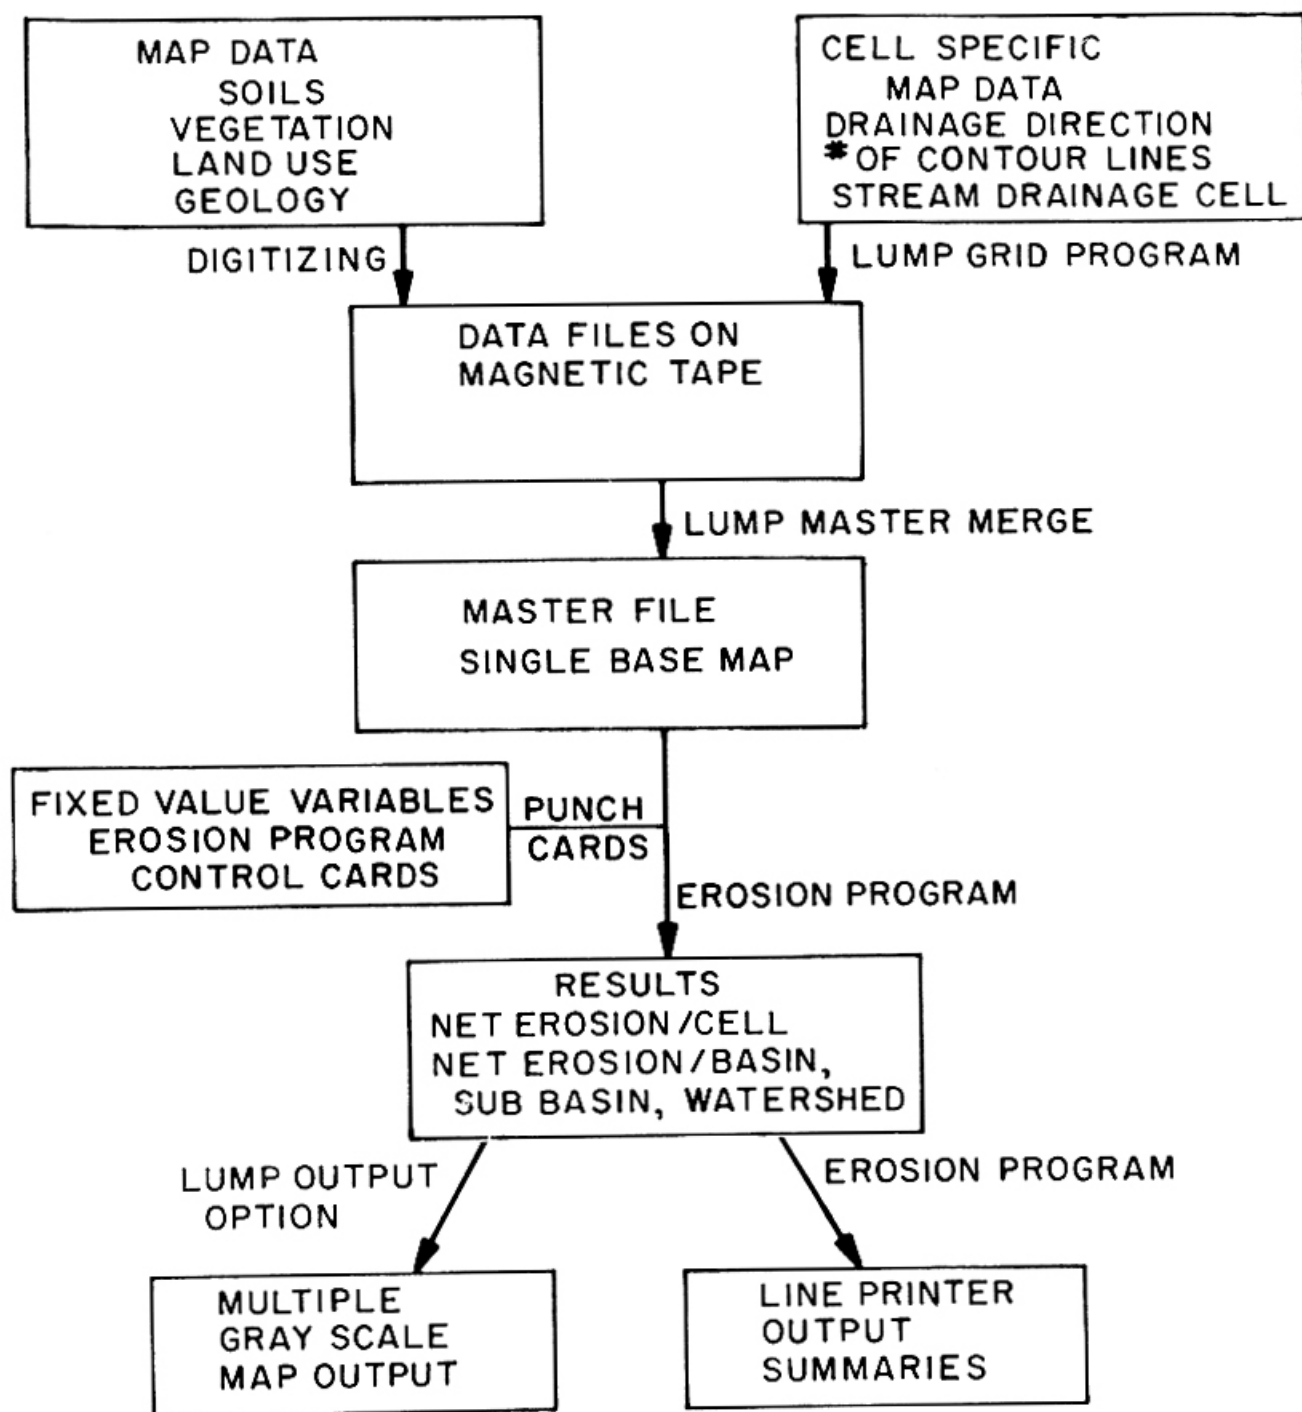 MAP DATA
SOILS
VEGETATION
LAND USE
GEOLOGY
CELL SPECIFIC
MAP DATA
DRAINAGE DIRECTION
# OF CONTOUR LINES
STREAM DRAINAGE CELL
DIGITIZING
LUMP GRID PROGRAM
DATA FILES ON
MAGNETIC TAPE
LUMP MASTER MERGE
MASTER FILE
SINGLE BASE MAP
FIXED VALUE VARIABLES
EROSION PROGRAM
CONTROL CARDS
PUNCH
CARDS
EROSION PROGRAM
RESULTS
NET EROSION/CELL
NET EROSION/BASIN,
SUB BASIN, WATERSHED
LUMP OUTPUT
OPTION
EROSION PROGRAM
MULTIPLE
GRAY SCALE
MAP OUTPUT
LINE PRINTER
OUTPUT
SUMMARIES